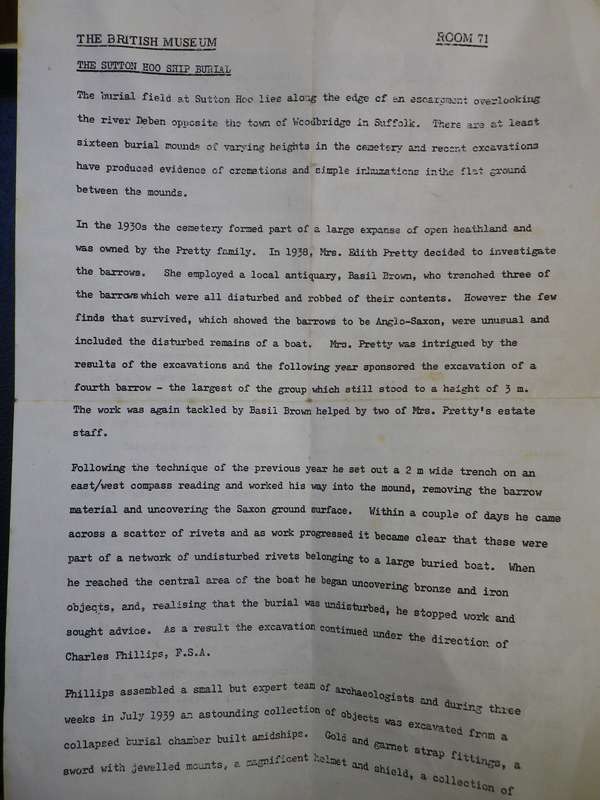 THE BRITISH MUSEUM
ROOM 71
THE SUTTON HOO SHIP BURIAL
The burial field at Sutton Hoo lies along the edge of an escarpment overlooking
the river Deben opposite the town of Woodbridge in Suffolk. There are at least
sixteen burial mounds of varying heights in the cemetery and recent excavations
have produced evidence of cremations and simple inhumations inthe flat ground
between the mounds.
In the 1930s the cemetery formed part of a large expanse of open heathland and
was owned by the Pretty family. In 1938, Mrs. Edith Pretty decided to investigate
the barrows. She employed a local antiquary, Basil Brown, who trenched three of
the barrows which were all disturbed and robbed of their contents. However the few
finds that survived, which showed the barrows to be Anglo-Saxon, were unusual and
included the disturbed remains of a boat. Mrs. Pretty was intrigued by the
results of the excavations and the following year sponsored the excavation of a
fourth barrow - the largest of the group which still stood to a height of 3 m.
The work was again tackled by Basil Brown helped by two of Mrs. Pretty's estate
staff.
Following the technique of the previous year he set out a 2 m wide trench on an
east/west compass reading and worked his way into the mound, removing the barrow
material and uncovering the Saxon ground surface. Within a couple of days he came
across a scatter of rivets and as work progressed it became clear that these were
part of a network of undisturbed rivets belonging to a large buried boat. When
he reached the central area of the boat he began uncovering bronze and iron
objects, and, realising that the burial was undisturbed, he stopped work and
sought advice. As a result the excavation continued under the direction of
Charles Phillips, F.S.A.
Phillips assembled a small but expert team of archaeologists and during three
weeks in July 1939 an astounding collection of objects was excavated from a
collapsed burial chamber built amidships. Gold and garnet strap fittings, a
sword with jewelled mounts, a magnificent helmet and shield, a collection of